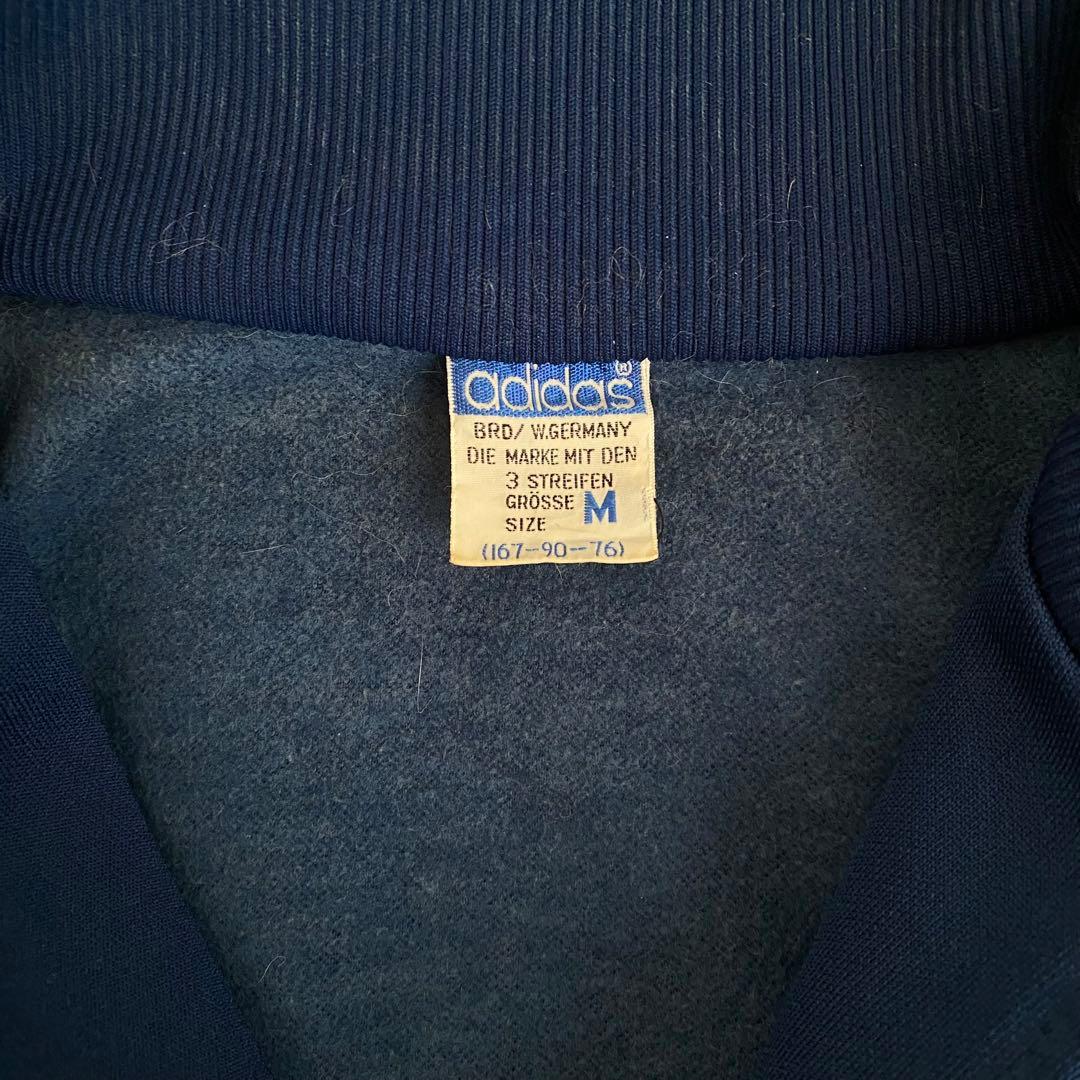 adidas®
BRD/ W.GERMANY
DIE MARKE MIT DEN
3 STREIFEN
GRÖSSE M
SIZE
(167--90--76)